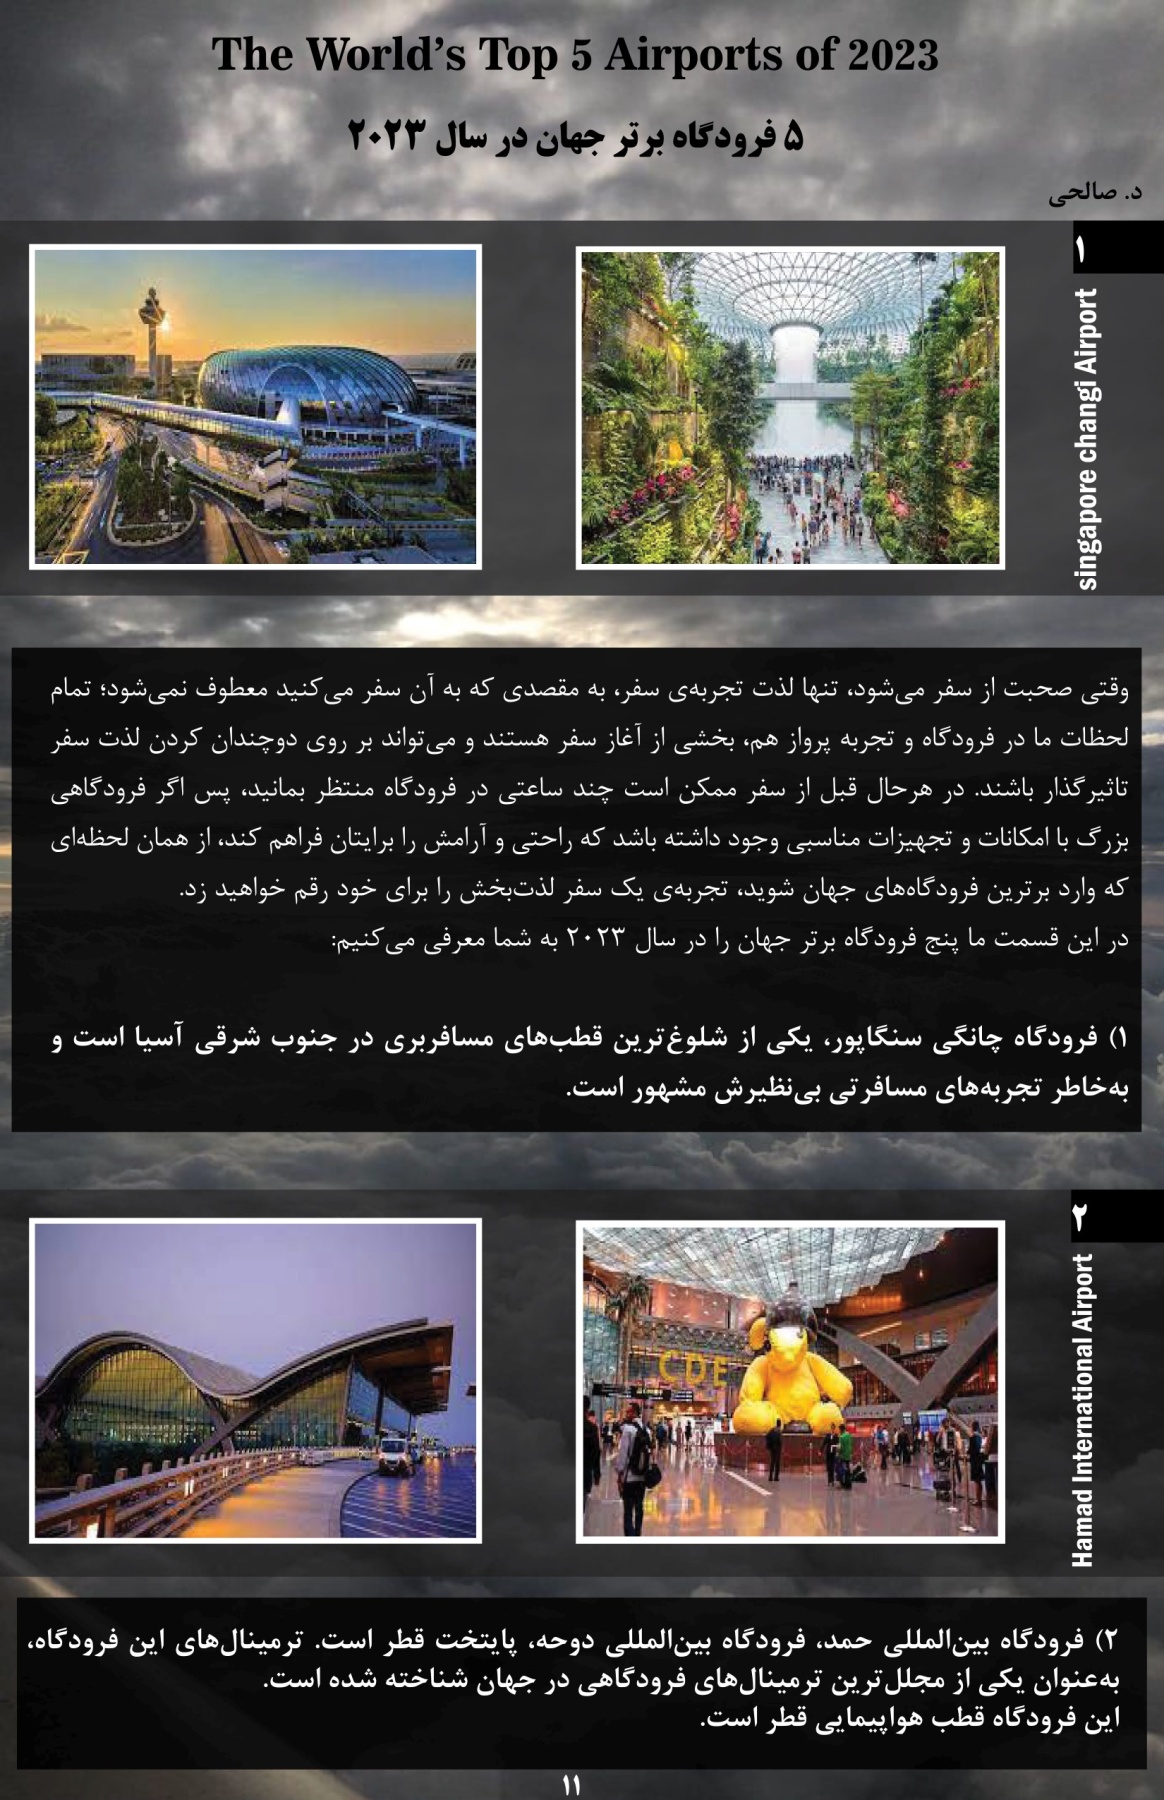 The World's Top 5 Airports of 2023
۵ فرودگاه برتر جهان در سال ۲۰۲۳
د. صالحی
۱
singapore changi Airport
وقتی صحبت از سفر می‌شود، تنها لذت تجربه‌ی سفر، به مقصدی که به آن سفر می‌کنید معطوف نمی‌شود؛ تمام
لحظات ما در فرودگاه و تجربه پرواز هم، بخشی از آغاز سفر هستند و می‌تواند بر روی دوچندان کردن لذت سفر
تاثیرگذار باشند. در هرحال قبل از سفر ممکن است چند ساعتی در فرودگاه منتظر بمانید، پس اگر فرودگاهی
بزرگ با امکانات و تجهیزات مناسبی وجود داشته باشد که راحتی و آرامش را برایتان فراهم کند، از همان لحظه‌ای
که وارد برترین فرودگاه‌های جهان شوید، تجربه‌ی یک سفر لذت‌بخش را برای خود رقم خواهید زد.
در این قسمت ما پنج فرودگاه برتر جهان را در سال ۲۰۲۳ به شما معرفی می‌کنیم:
۱) فرودگاه چانگی سنگاپور، یکی از شلوغ‌ترین قطب‌های مسافربری در جنوب شرقی آسیا است و
به‌خاطر تجربه‌های مسافرتی بی‌نظیرش مشهور است.
۲
Hamad International Airport
CDE
۲) فرودگاه بین‌المللی حمد، فرودگاه بین‌المللی دوحه، پایتخت قطر است. ترمینال‌های این فرودگاه،
به‌عنوان یکی از مجلل‌ترین ترمینال‌های فرودگاهی در جهان شناخته شده است.
این فرودگاه قطب هواپیمایی قطر است.
۱۱